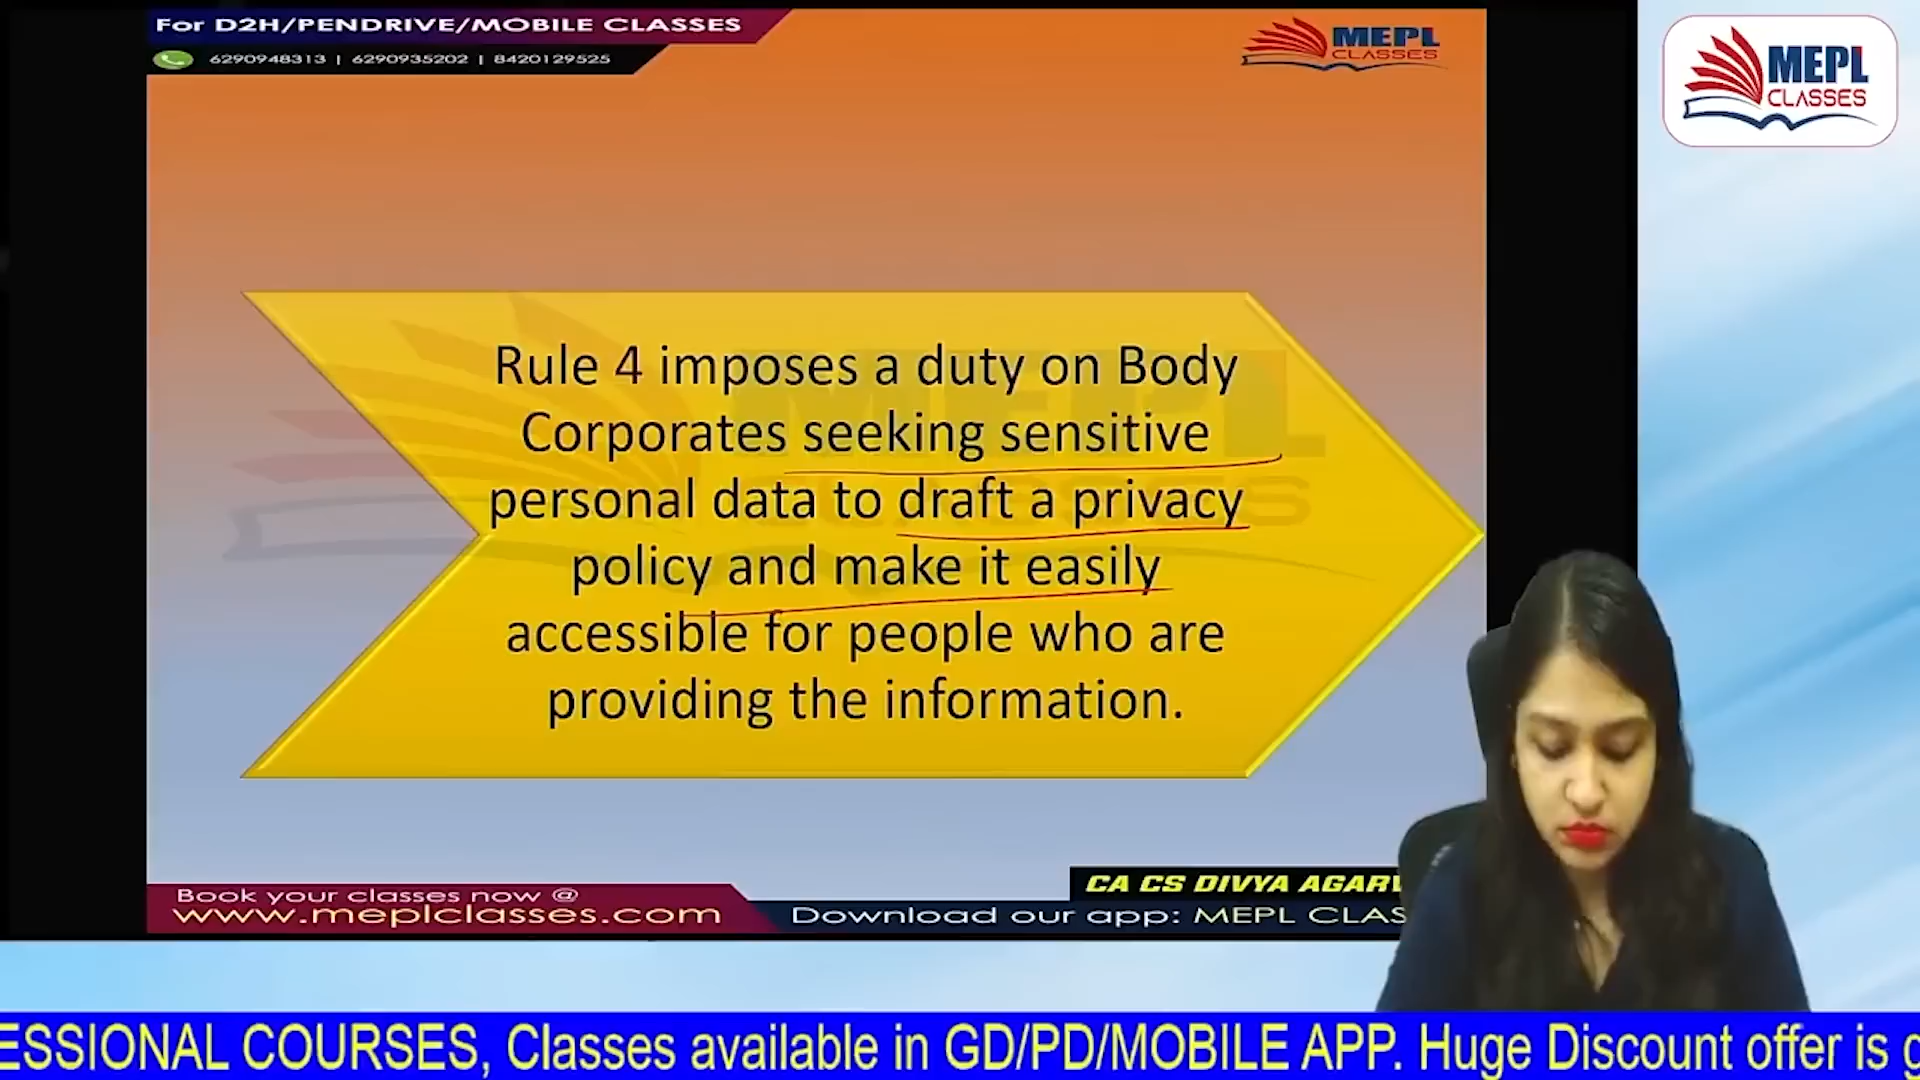 For D2H/PENDRIVE/MOBILE CLASSES
6290948313 | 6290935202 | 8420129525
MEPL
CLASSES
MEPL
CLASSES
Rule 4 imposes a duty on Body
Corporates seeking sensitive
personal data to draft a privacy
policy and make it easily
accessible for people who are
providing the information.
CA CS DIVYA AGARW
Book your classes now @
www.meplclasses.com
Download our app: MEPL CLAS
ESSIONAL COURSES, Classes available in GD/PD/MOBILE APP. Huge Discount offer is g